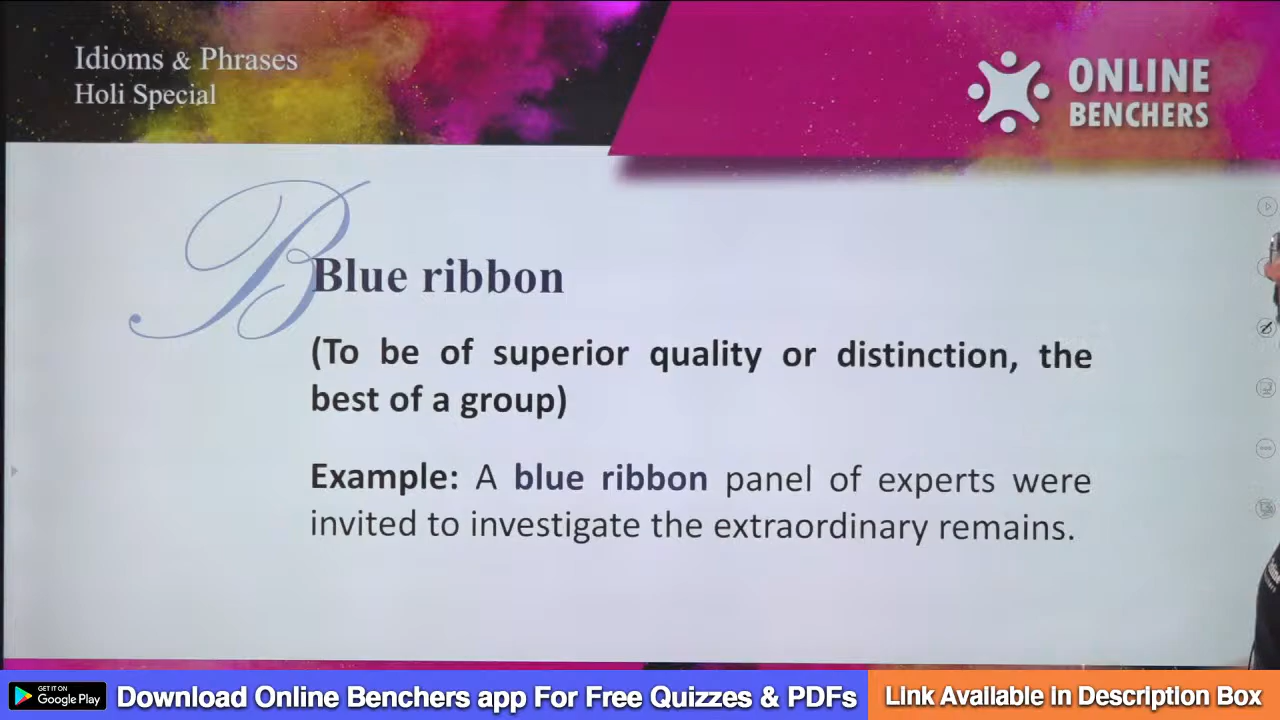 Idioms & Phrases
Holi Special
ONLINE
BENCHERS
B
Blue ribbon
(To be of superior quality or distinction, the
best of a group)
Example: A blue ribbon panel of experts were
invited to investigate the extraordinary remains.
GET IT ON
Google Play
Download Online Benchers app For Free Quizzes & PDFs
Link Available In Description Box